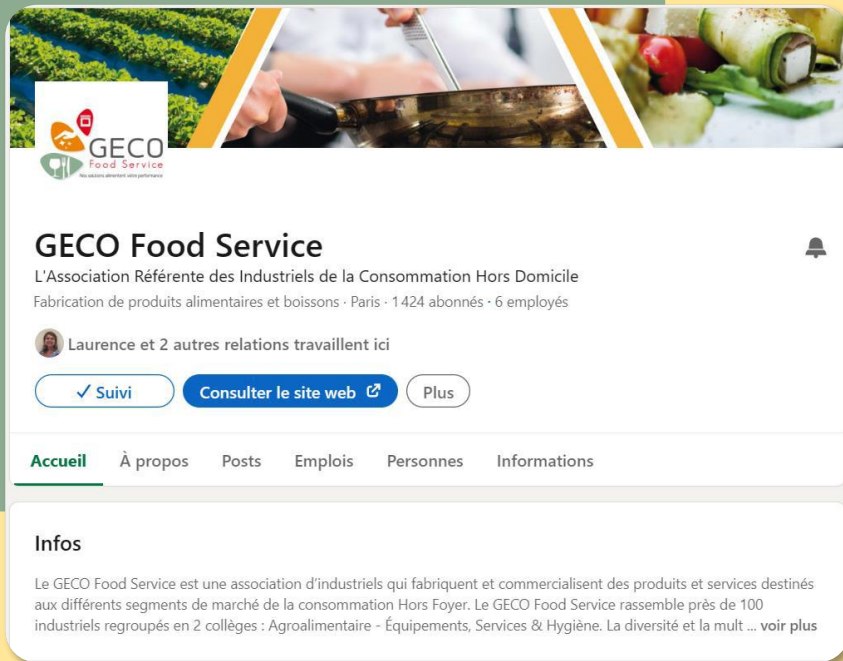 GECO
Food Service
Nos solutions alimentent votre performance
GECO Food Service
L'Association Référente des Industriels de la Consommation Hors Domicile
Fabrication de produits alimentaires et boissons · Paris · 1 424 abonnés · 6 employés
Laurence et 2 autres relations travaillent ici
Suivi
Consulter le site web
Plus
Accueil
À propos
Posts
Emplois
Personnes
Informations
Infos
Le GECO Food Service est une association d'industriels qui fabriquent et commercialisent des produits et services destinés
aux différents segments de marché de la consommation Hors Foyer. Le GECO Food Service rassemble près de 100
industriels regroupés en 2 collèges : Agroalimentaire - Équipements, Services & Hygiène. La diversité et la mult ... voir plus